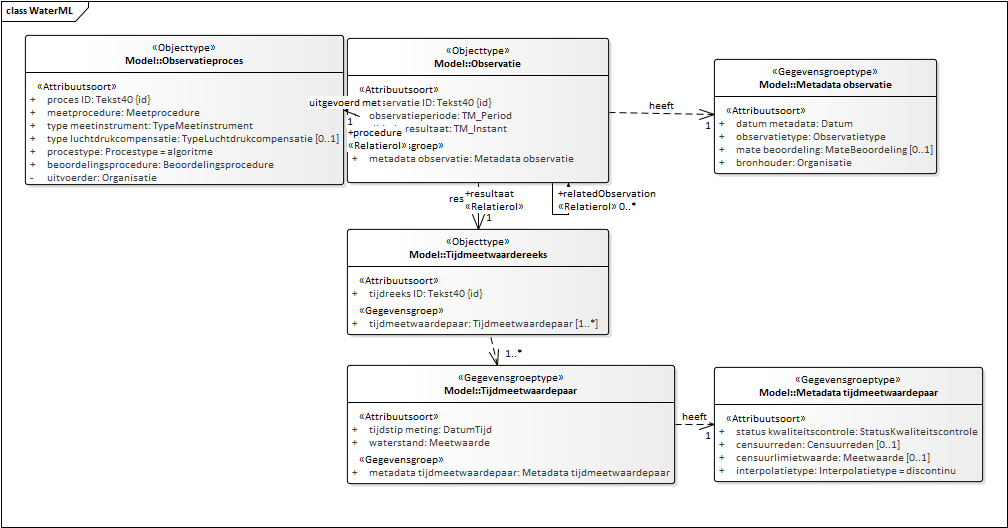 class WaterML
«Objecttype»
Model::Observatieproces
«Attribuutsoort»
+ proces ID: Tekst40 {id}
+ meetprocedure: Meetprocedure
+ type meetinstrument: TypeMeetinstrument
+ type luchtdrukcompensatie: TypeLuchtdrukcompensatie [0..1]
+ procestype: Procestype = algoritme
+ beoordelingsprocedure: Beoordelingsprocedure
- uitvoerder: Organisatie
«Objecttype»
Model::Observatie
«Attribuutsoort»
uitgevoerd met
servatie ID: Tekst40 {id}
1
observatieperiode: TM_Period
resultaat: TM_Instant
+procedure
«Relatierol»
groep»
+ metadata observatie: Metadata observatie
heeft
1
«Gegevensgroeptype»
Model::Metadata observatie
«Attribuutsoort»
+ datum metadata: Datum
+ observatietype: Observatietype
+ mate beoordeling: MateBeoordeling [0..1]
+ bronhouder: Organisatie
res
+resultaat
«Relatierol»
1
+relatedObservation
«Relatierol» 0..*
«Objecttype»
Model::Tijdmeetwaardereeks
«Attribuutsoort»
+ tijdreeks ID: Tekst40 {id}
«Gegevensgroep»
+ tijdmeetwaardepaar: Tijdmeetwaardepaar [1..*]
1..*
«Gegevensgroeptype»
Model::Tijdmeetwaardepaar
«Attribuutsoort»
+ tijdstip meting: DatumTijd
+ waterstand: Meetwaarde
«Gegevensgroep»
+ metadata tijdmeetwaardepaar: Metadata tijdmeetwaardepaar
heeft
1
«Gegevensgroeptype»
Model::Metadata tijdmeetwaardepaar
«Attribuutsoort»
+ status kwaliteitscontrole: StatusKwaliteitscontrole
+ censuurreden: Censuurreden [0..1]
+ censuurlimietwaarde: Meetwaarde [0..1]
+ interpolatietype: Interpolatietype = discontinu